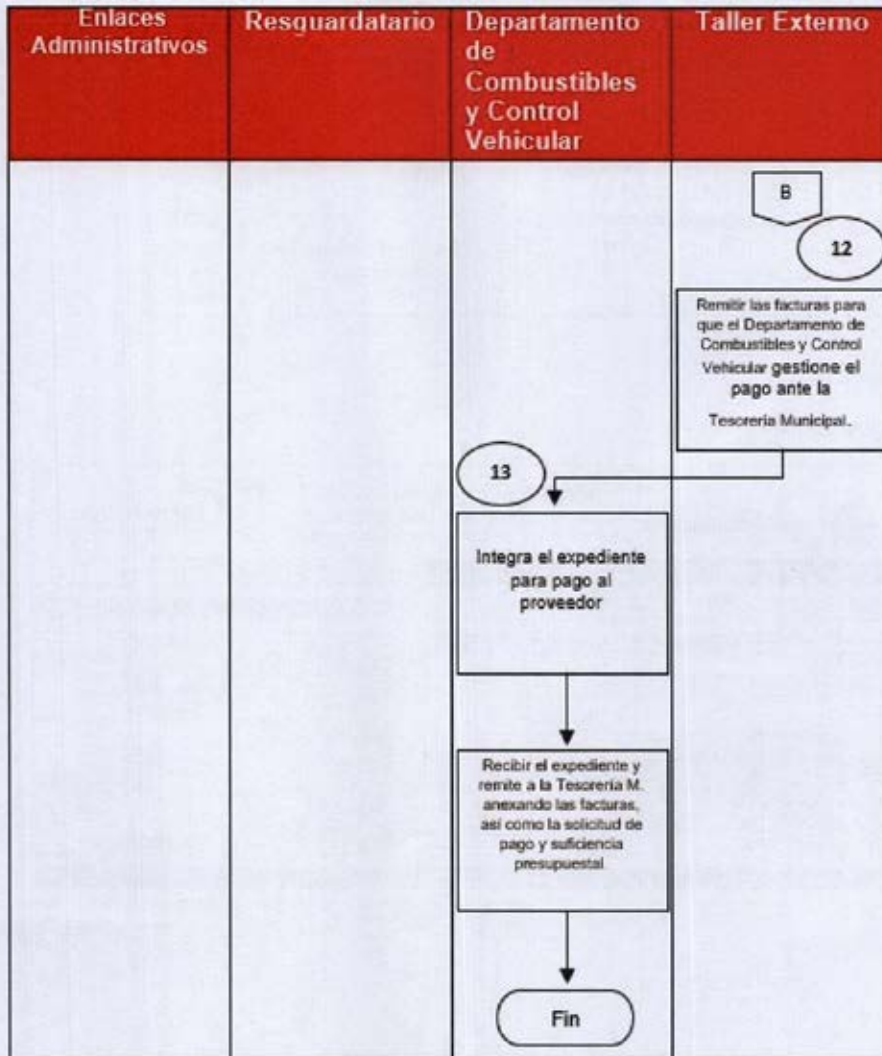 Enlaces
Administrativos
Resguardatario
Departamento
de
Combustibles
y Control
Vehicular
Taller Externo
B
12
Remitir las facturas para
que el Departamento de
Combustibles y Control
Vehicular gestione el
pago ante la
Tesorería Municipal.
13
Integra el expediente
para pago al
proveedor
Recibir el expediente y
remite a la Tesorería M.
anexando las facturas,
así como la solicitud de
pago y suficiencia
presupuestal
Fin